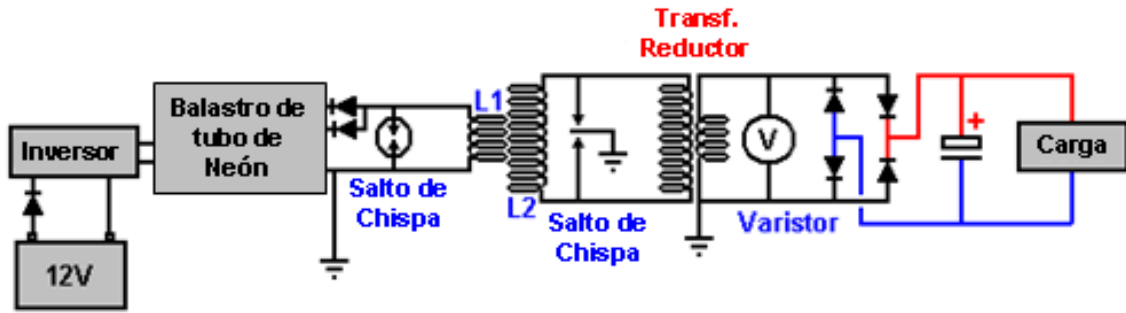 Transf.
Reductor
L1
Balastro de
tubo de
Neón
Inversor
V
+
Carga
Salto de
Chispa
L2
Salto de
Chispa
Varistor
12V